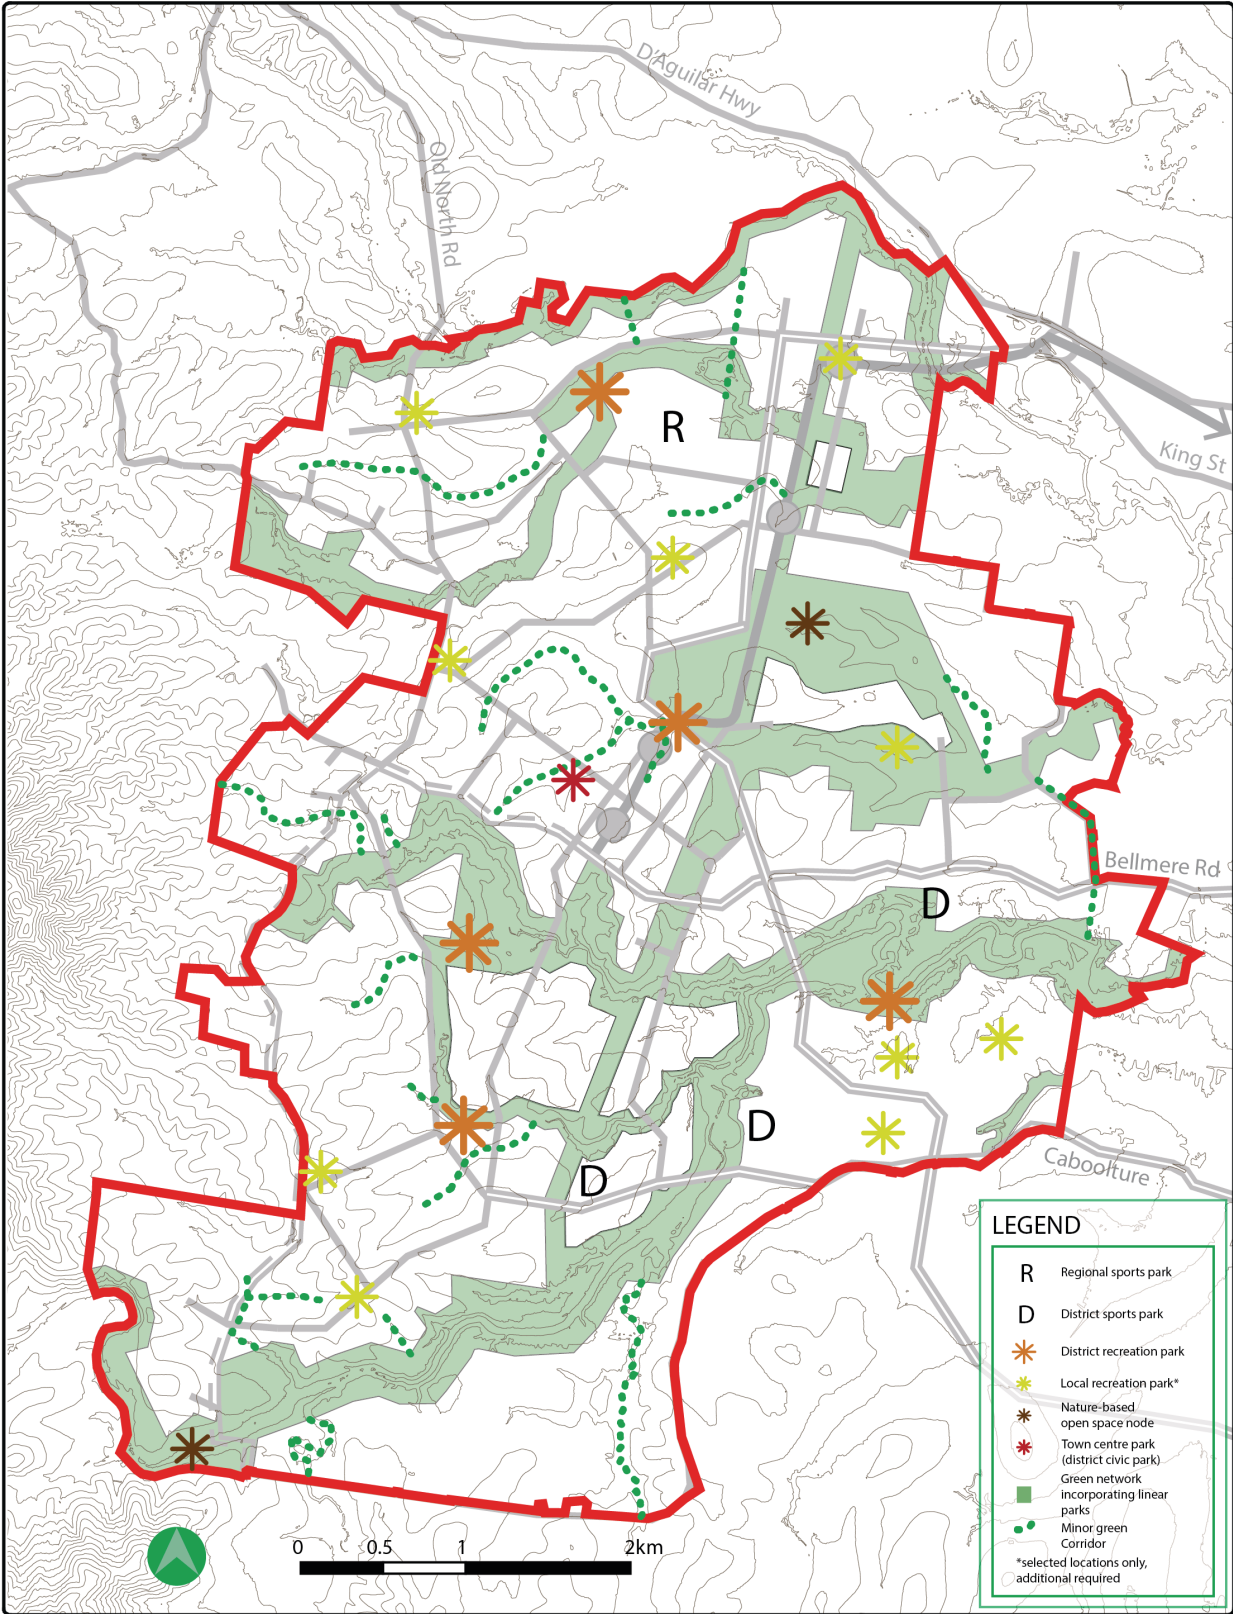 D'Aguilar Hwy
Old North Rd
R
King St
Bellmere Rd
D
D
D
Caboolture
LEGEND
R Regional sports park
D District sports park
District recreation park
Local recreation park*
Nature-based
open space node
Town centre park
(district civic park)
Green network
incorporating linear
parks
Minor green
Corridor
*selected locations only,
additional required
0 0.5 1 2km